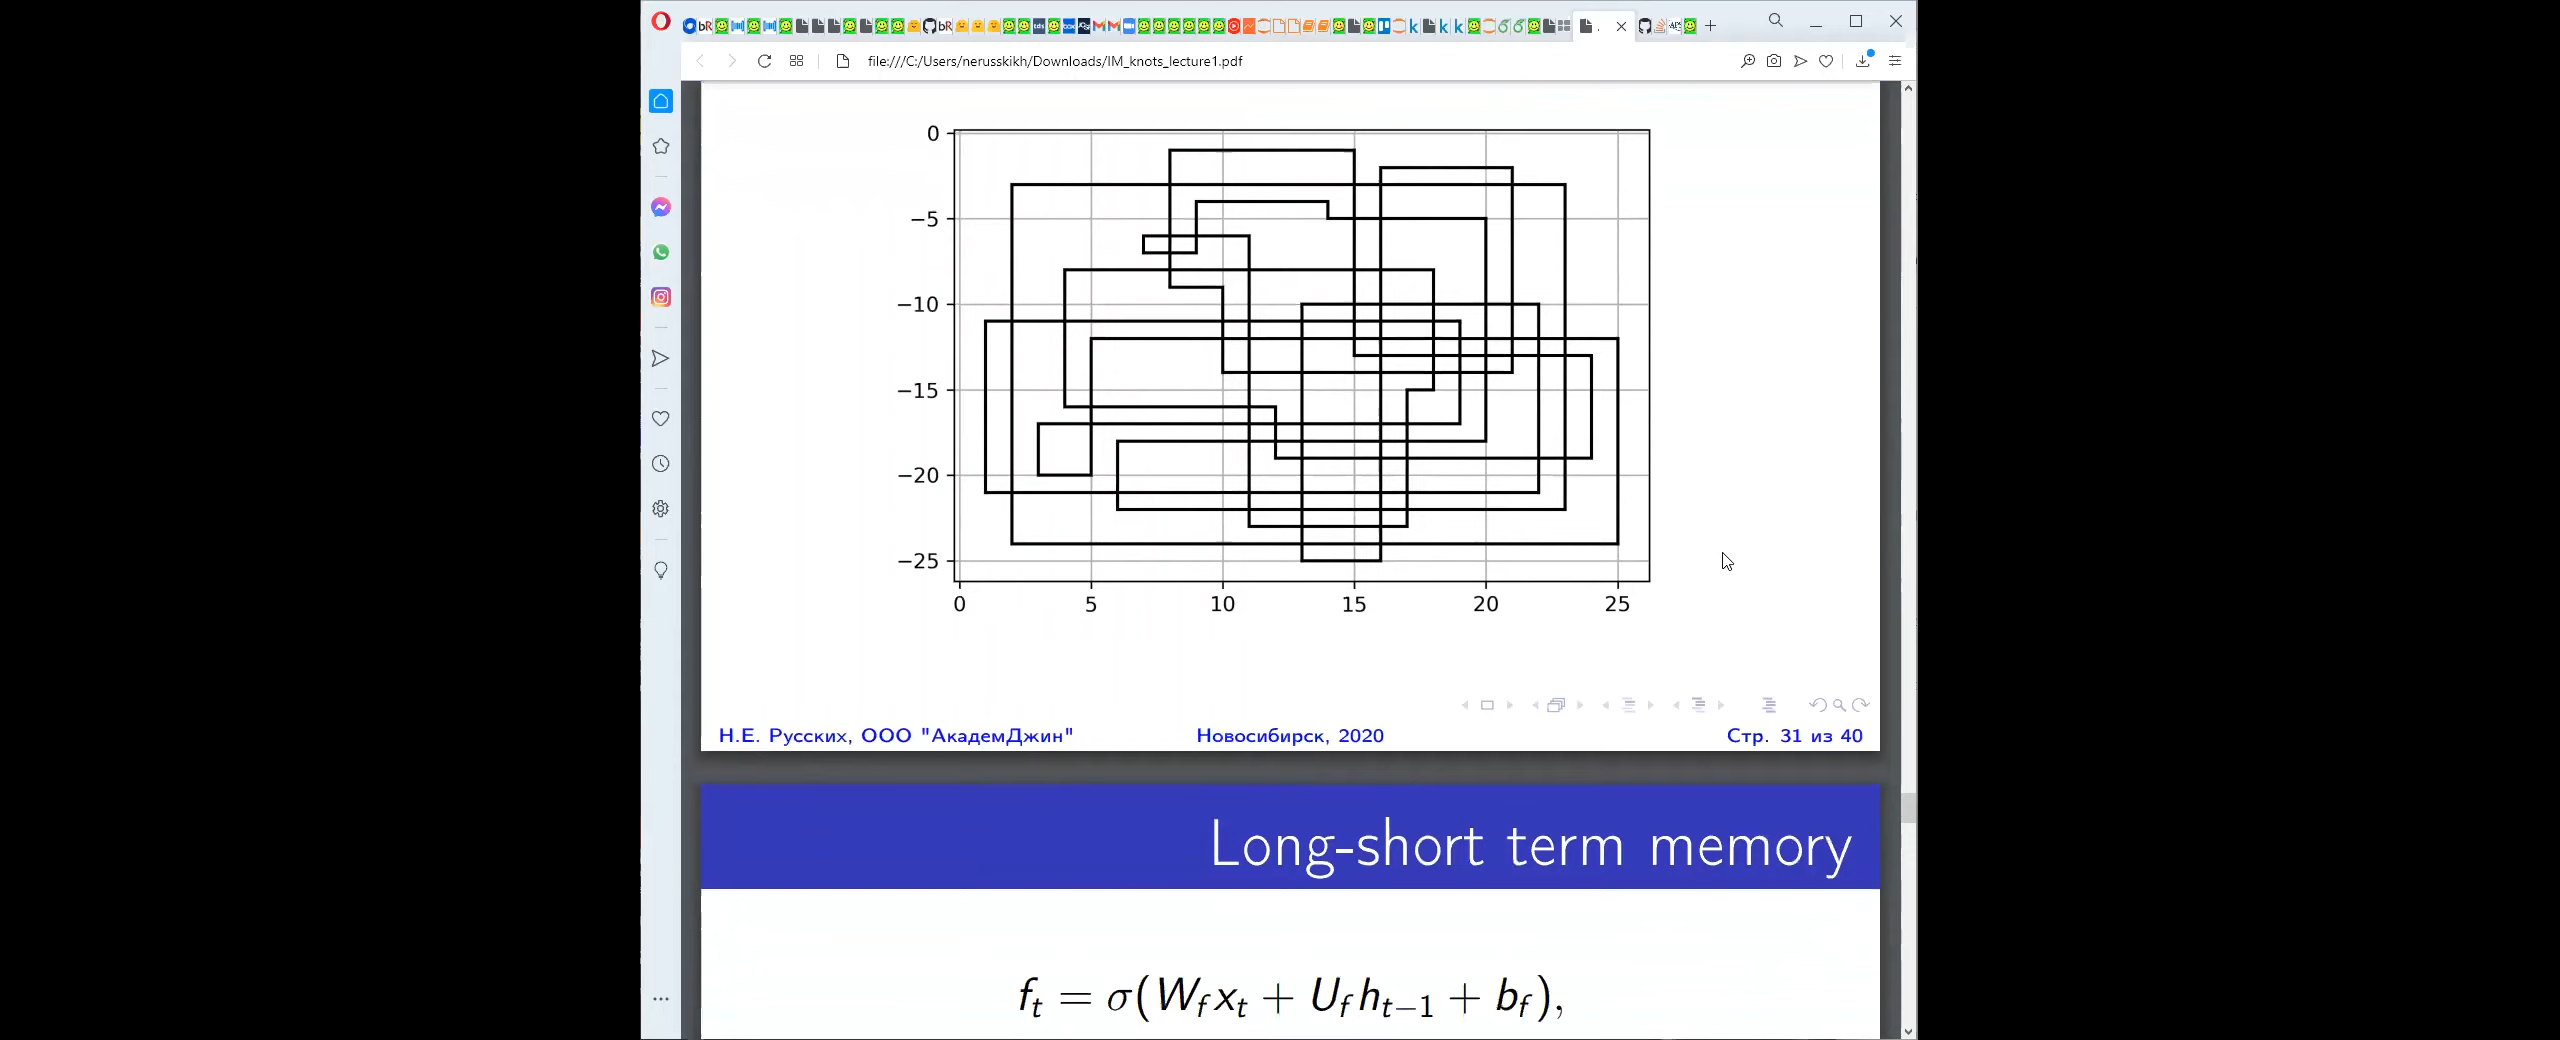 file:///C:/Users/nerusskikh/Downloads/IM_knots_lecture1.pdf
0
−5
−10
−15
−20
−25
0 5 10 15 20 25
Н.Е. Русских, ООО "АкадемДжин" Новосибирск, 2020 Стр. 31 из 40
Long-short term memory
f_t = σ(W_f x_t + U_f h_{t−1} + b_f),